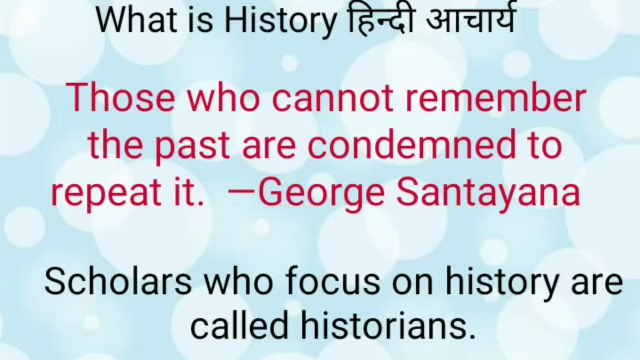 What is History हिन्दी आचार्य
Those who cannot remember
the past are condemned to
repeat it. —George Santayana
Scholars who focus on history are
called historians.